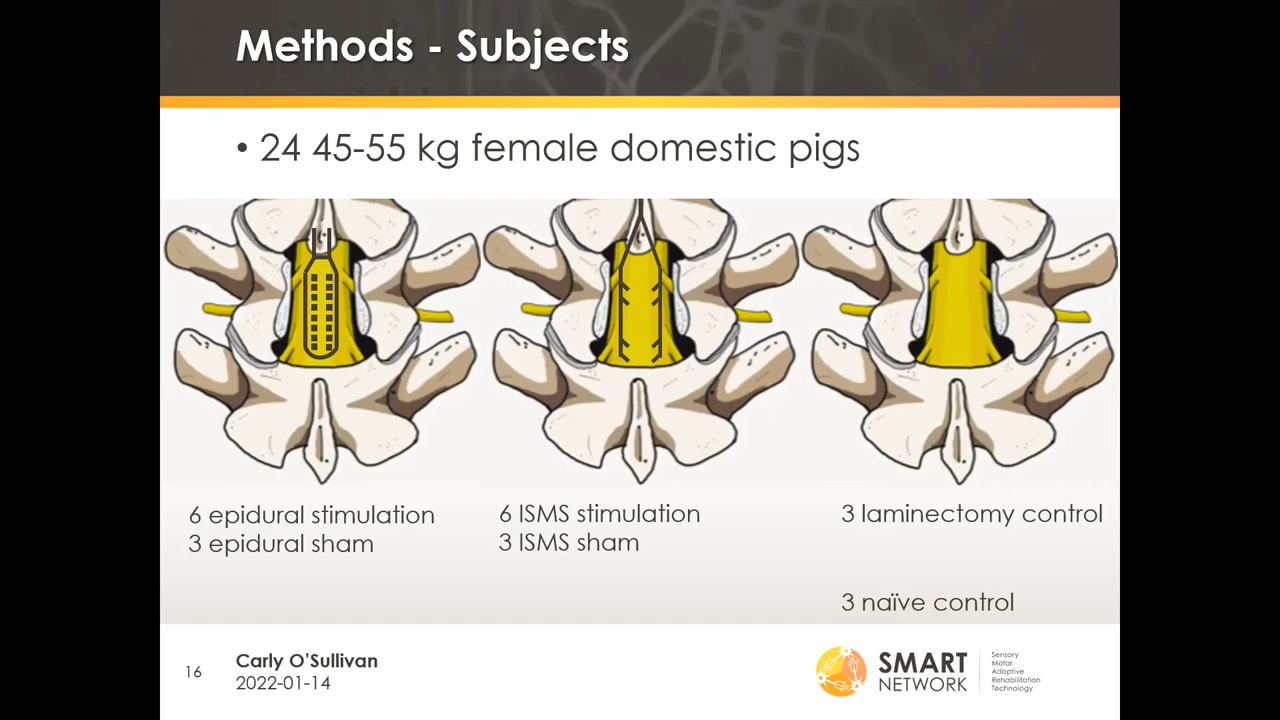 Methods - Subjects
• 24 45-55 kg female domestic pigs
6 epidural stimulation
3 epidural sham
6 ISMS stimulation
3 ISMS sham
3 laminectomy control
3 naïve control
16
Carly O’Sullivan
2022-01-14
SMART
NETWORK
Sensory
Motor
Adaptive
Rehabilitation
Technology